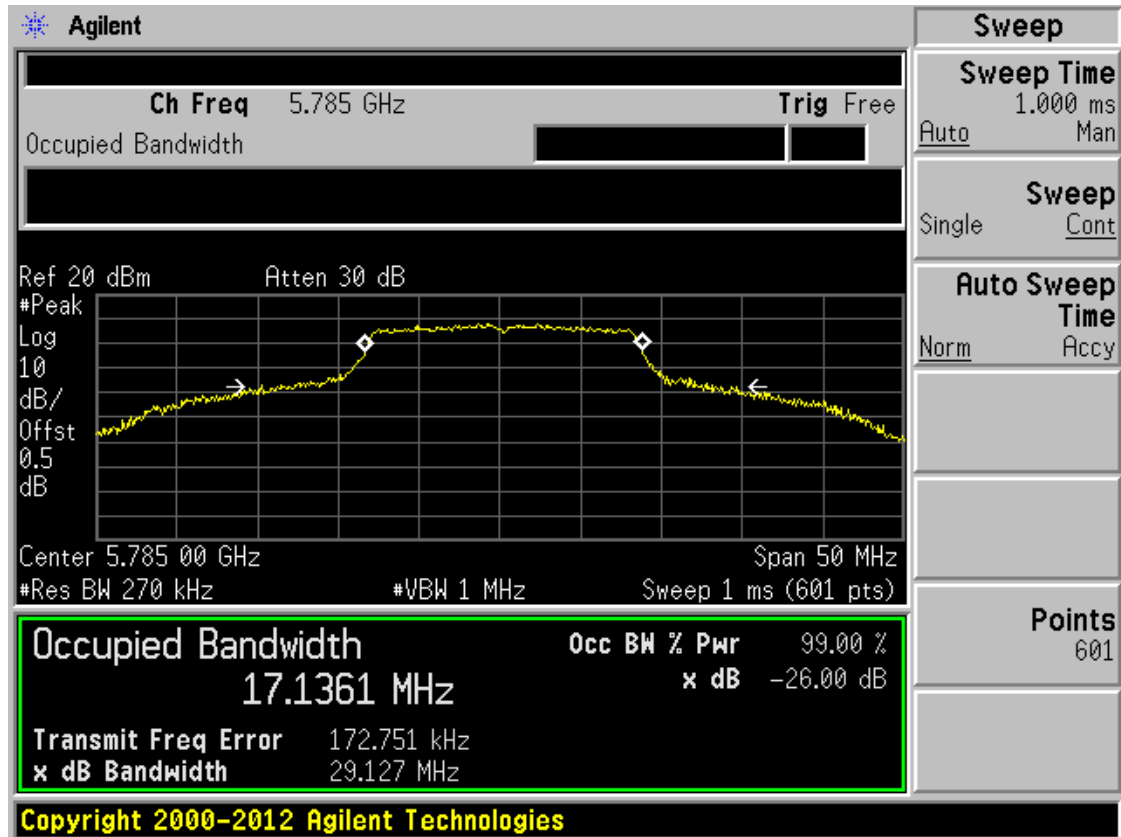 Agilent
Ch Freq 5.785 GHz Trig Free
Occupied Bandwidth
Ref 20 dBm Atten 30 dB
#Peak
Log
10
dB/
Offst
0.5
dB
Center 5.785 00 GHz Span 50 MHz
#Res BW 270 kHz #VBW 1 MHz Sweep 1 ms (601 pts)
Occupied Bandwidth
17.1361 MHz
Occ BW % Pwr 99.00 %
x dB -26.00 dB
Transmit Freq Error 172.751 kHz
x dB Bandwidth 29.127 MHz
Copyright 2000-2012 Agilent Technologies
Sweep
Sweep Time
1.000 ms
Auto Man
Sweep
Single Cont
Auto Sweep
Time
Norm Accy
Points
601